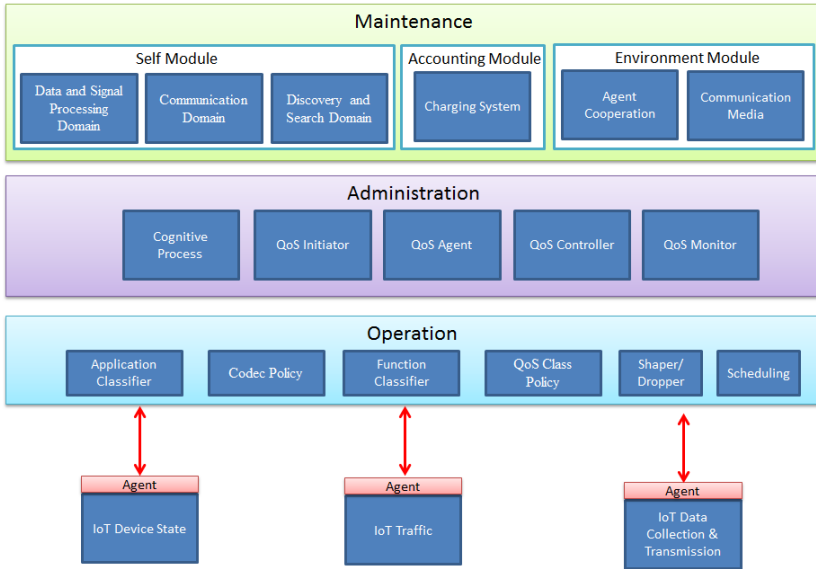 Maintenance
Self Module
Accounting Module
Environment Module
Data and Signal
Processing
Domain
Communication
Domain
Discovery and
Search Domain
Charging System
Agent
Cooperation
Communication
Media
Administration
Cognitive
Process
QoS Initiator
QoS Agent
QoS Controller
QoS Monitor
Operation
Application
Classifier
Codec Policy
Function
Classifier
QoS Class
Policy
Shaper/
Dropper
Scheduling
Agent
IoT Device State
Agent
IoT Traffic
Agent
IoT Data
Collection &
Transmission